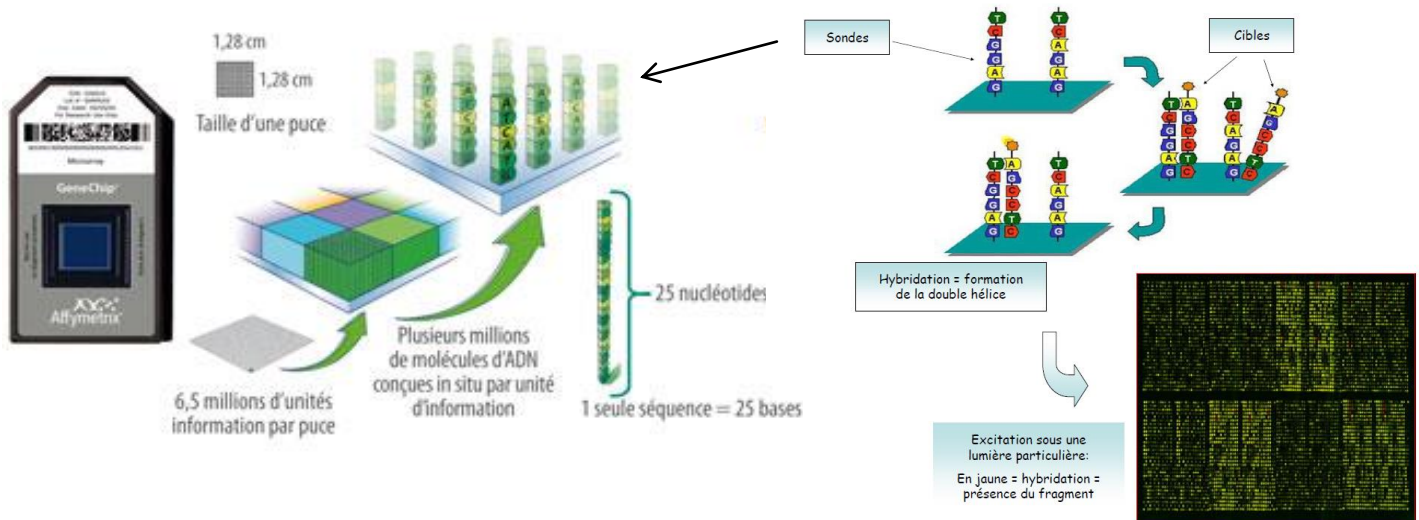 1,28 cm
1,28 cm
Taille d'une puce
Microarray
GeneChip
Affymetrix
6,5 millions d'unités
information par puce
Plusieurs millions
de molécules d'ADN
conçues in situ par unité
d'information
25 nucléotides
1 seule séquence = 25 bases
Sondes
Cibles
T T
C C
G A
G G
A A
G G
T A T A
C G C G
G C A C
G C G C
A T A T
G C G C
T A T
C G C
G C A
G C G
A T A
G C G
Hybridation = formation
de la double hélice
Excitation sous une
lumière particulière:
En jaune = hybridation =
présence du fragment